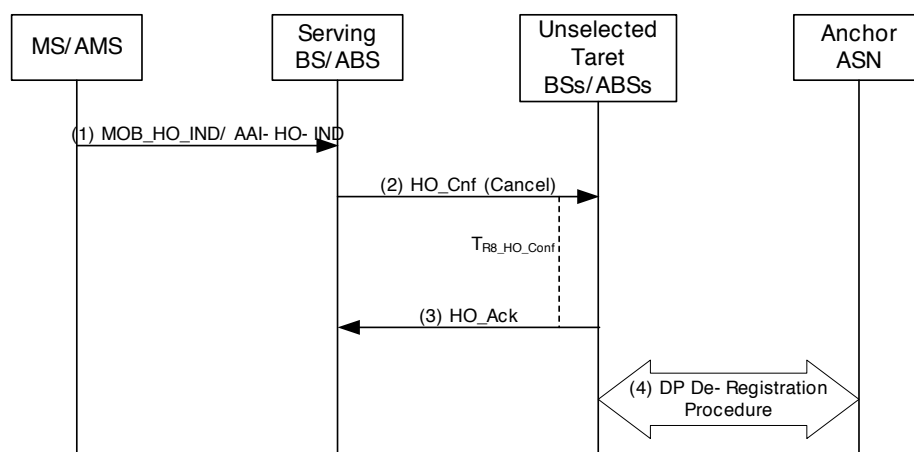 MS/AMS
Serving
BS/ABS
Unselected
Taret
BSs/ABSs
Anchor
ASN
(1) MOB_HO_IND/ AAI- HO- IND
(2) HO_Cnf (Cancel)
TR8_HO_Conf
(3) HO_Ack
(4) DP De- Registration
Procedure